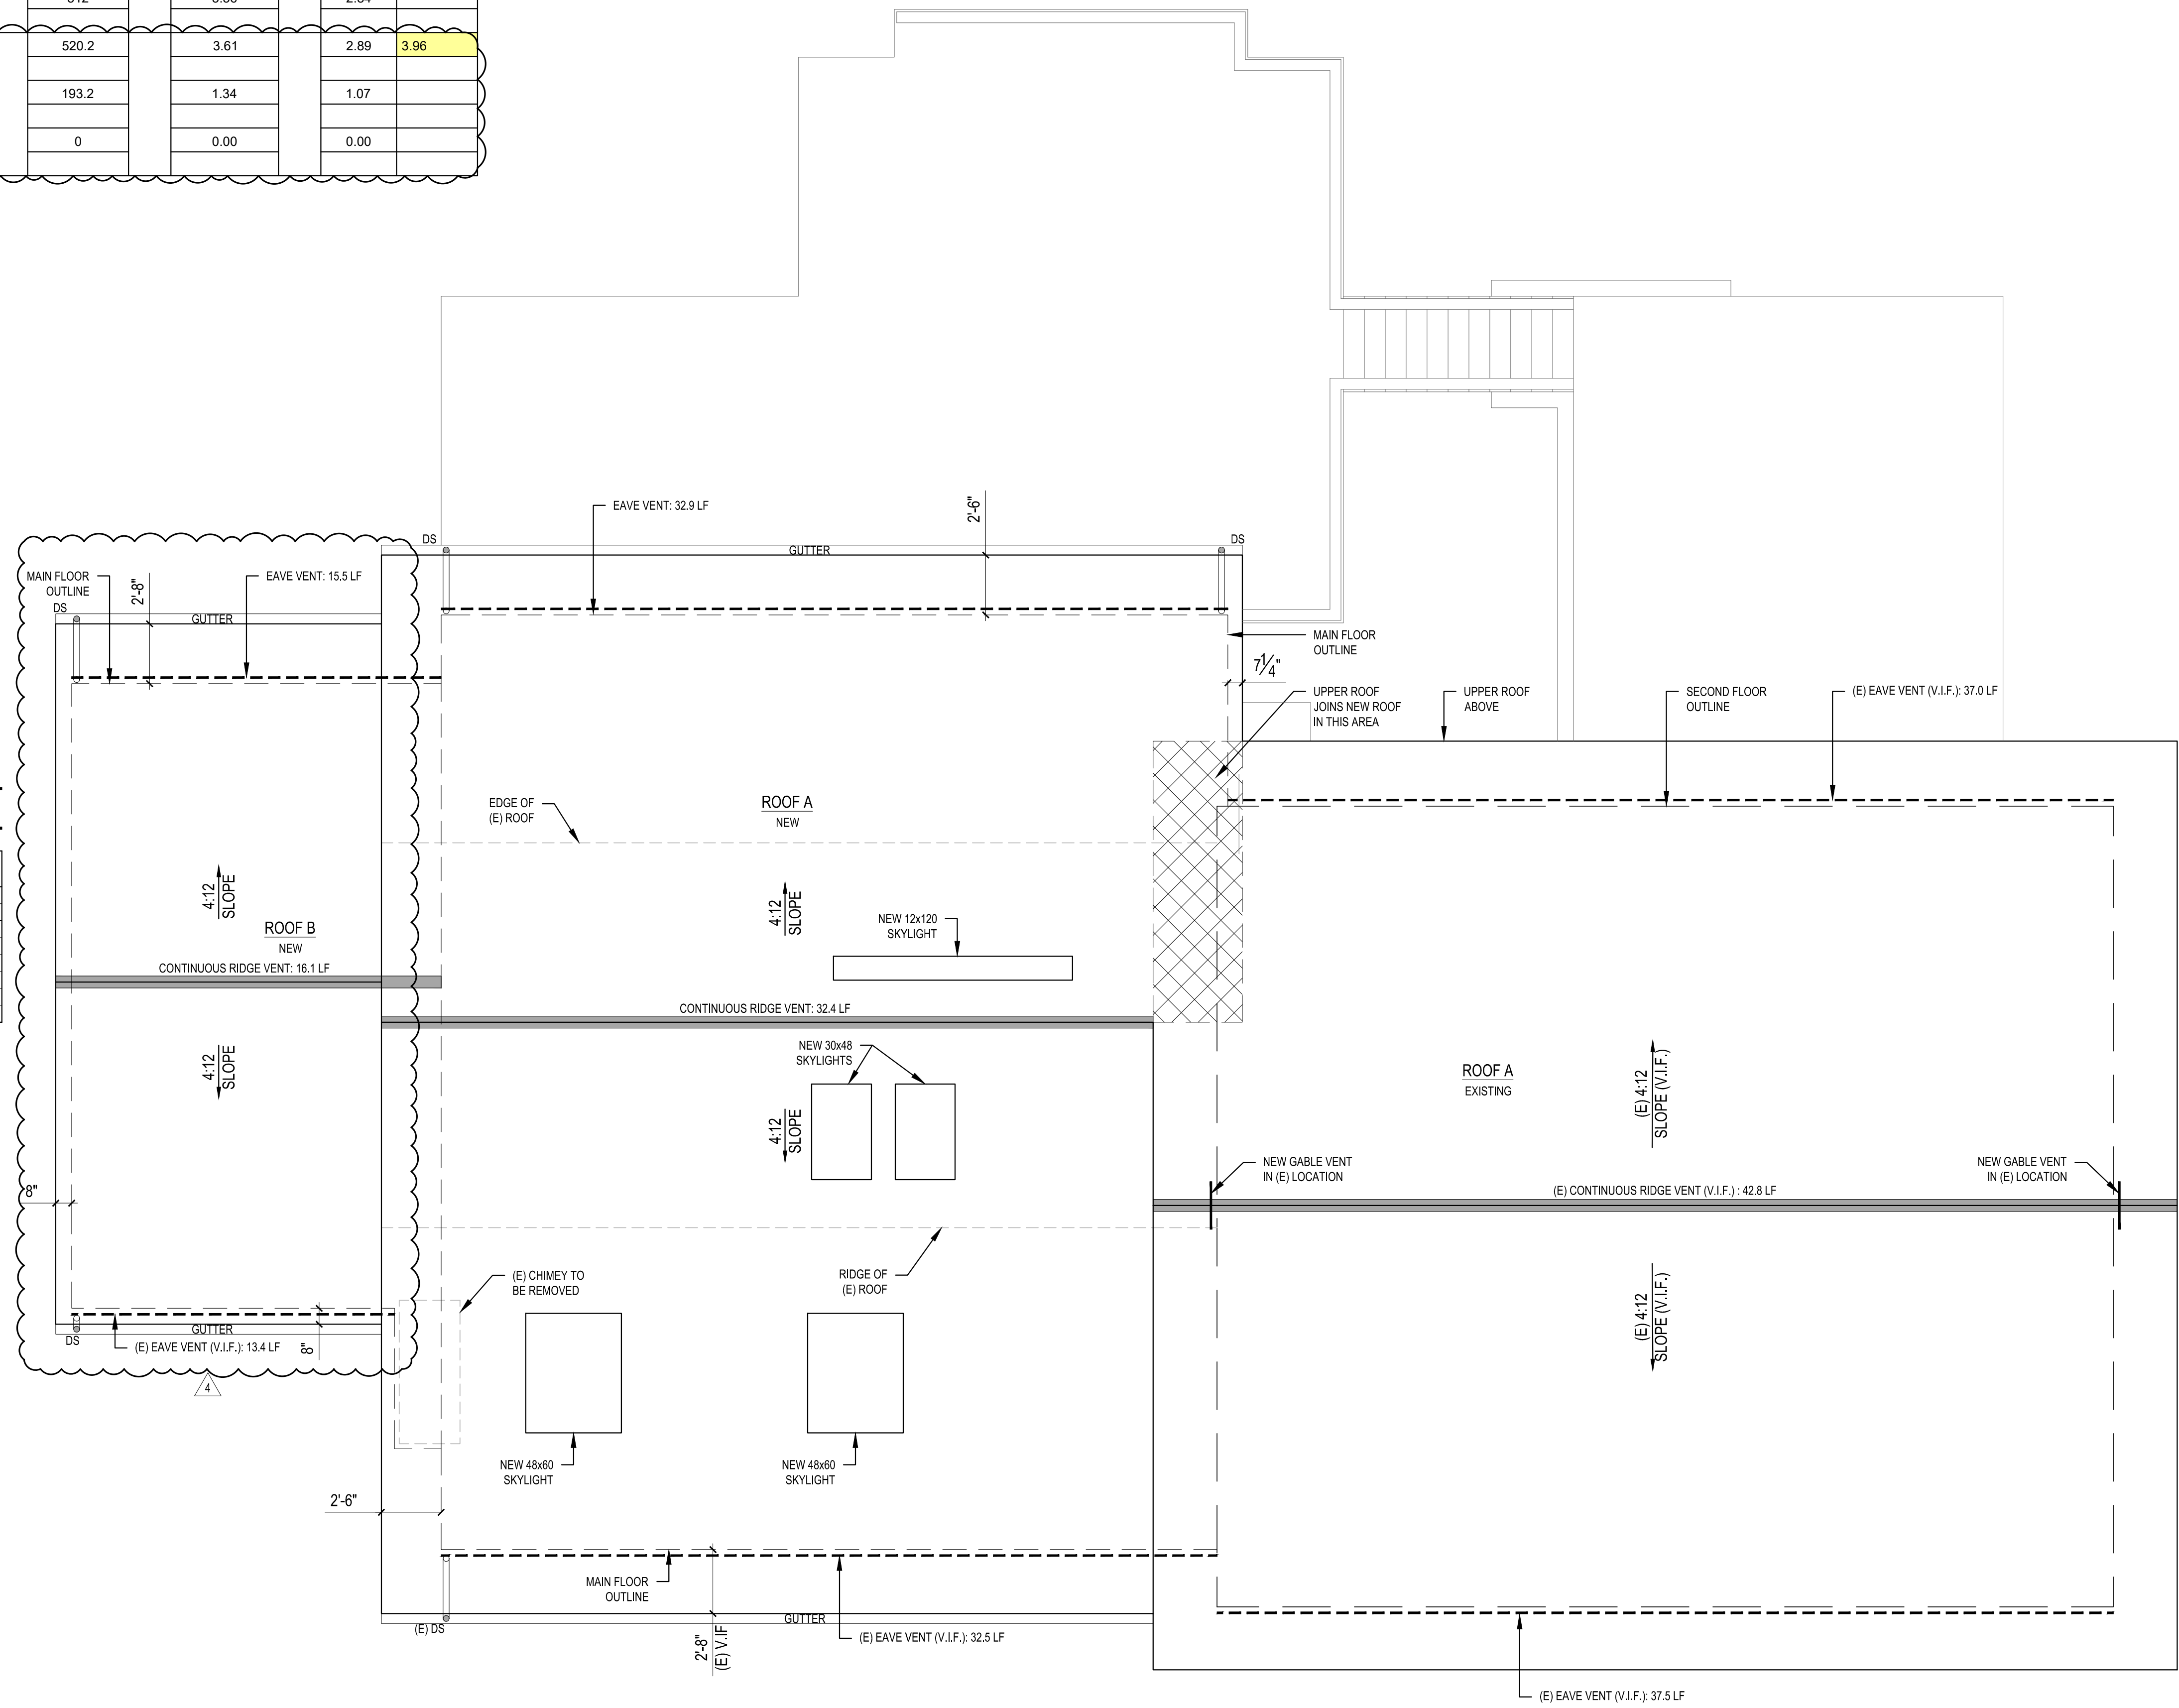 520.2 3.61 2.89 3.96
193.2 1.34 1.07
0 0.00 0.00
EAVE VENT: 32.9 LF
2'-6"
DS
GUTTER
DS
MAIN FLOOR
OUTLINE
2'-8"
EAVE VENT: 15.5 LF
DS
GUTTER
MAIN FLOOR
OUTLINE
7 1/4"
UPPER ROOF
JOINS NEW ROOF
IN THIS AREA
UPPER ROOF
ABOVE
SECOND FLOOR
OUTLINE
(E) EAVE VENT (V.I.F.): 37.0 LF
EDGE OF
(E) ROOF
ROOF A
NEW
4:12
SLOPE
ROOF B
NEW
4:12
SLOPE
NEW 12x120
SKYLIGHT
CONTINUOUS RIDGE VENT: 16.1 LF
CONTINUOUS RIDGE VENT: 32.4 LF
4:12
SLOPE
NEW 30x48
SKYLIGHTS
4:12
SLOPE
ROOF A
EXISTING
(E) 4:12
SLOPE (V.I.F.)
NEW GABLE VENT
IN (E) LOCATION
NEW GABLE VENT
IN (E) LOCATION
(E) CONTINUOUS RIDGE VENT (V.I.F.) : 42.8 LF
8"
(E) CHIMEY TO
BE REMOVED
RIDGE OF
(E) ROOF
(E) 4:12
SLOPE (V.I.F.)
GUTTER
DS
(E) EAVE VENT (V.I.F.): 13.4 LF
8"
4
NEW 48x60
SKYLIGHT
NEW 48x60
SKYLIGHT
2'-6"
MAIN FLOOR
OUTLINE
GUTTER
(E) DS
2'-8"
(E) V.IF
(E) EAVE VENT (V.I.F.): 32.5 LF
(E) EAVE VENT (V.I.F.): 37.5 LF